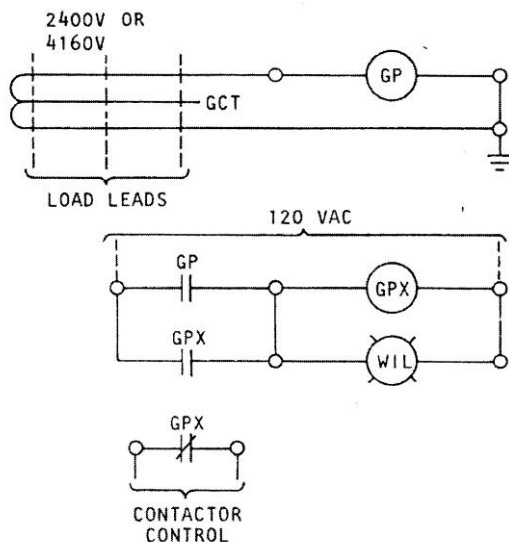 2400V OR
4160V
GP
GCT
LOAD LEADS
120 VAC
GP
GPX
GPX
WIL
GPX
CONTACTOR
CONTROL